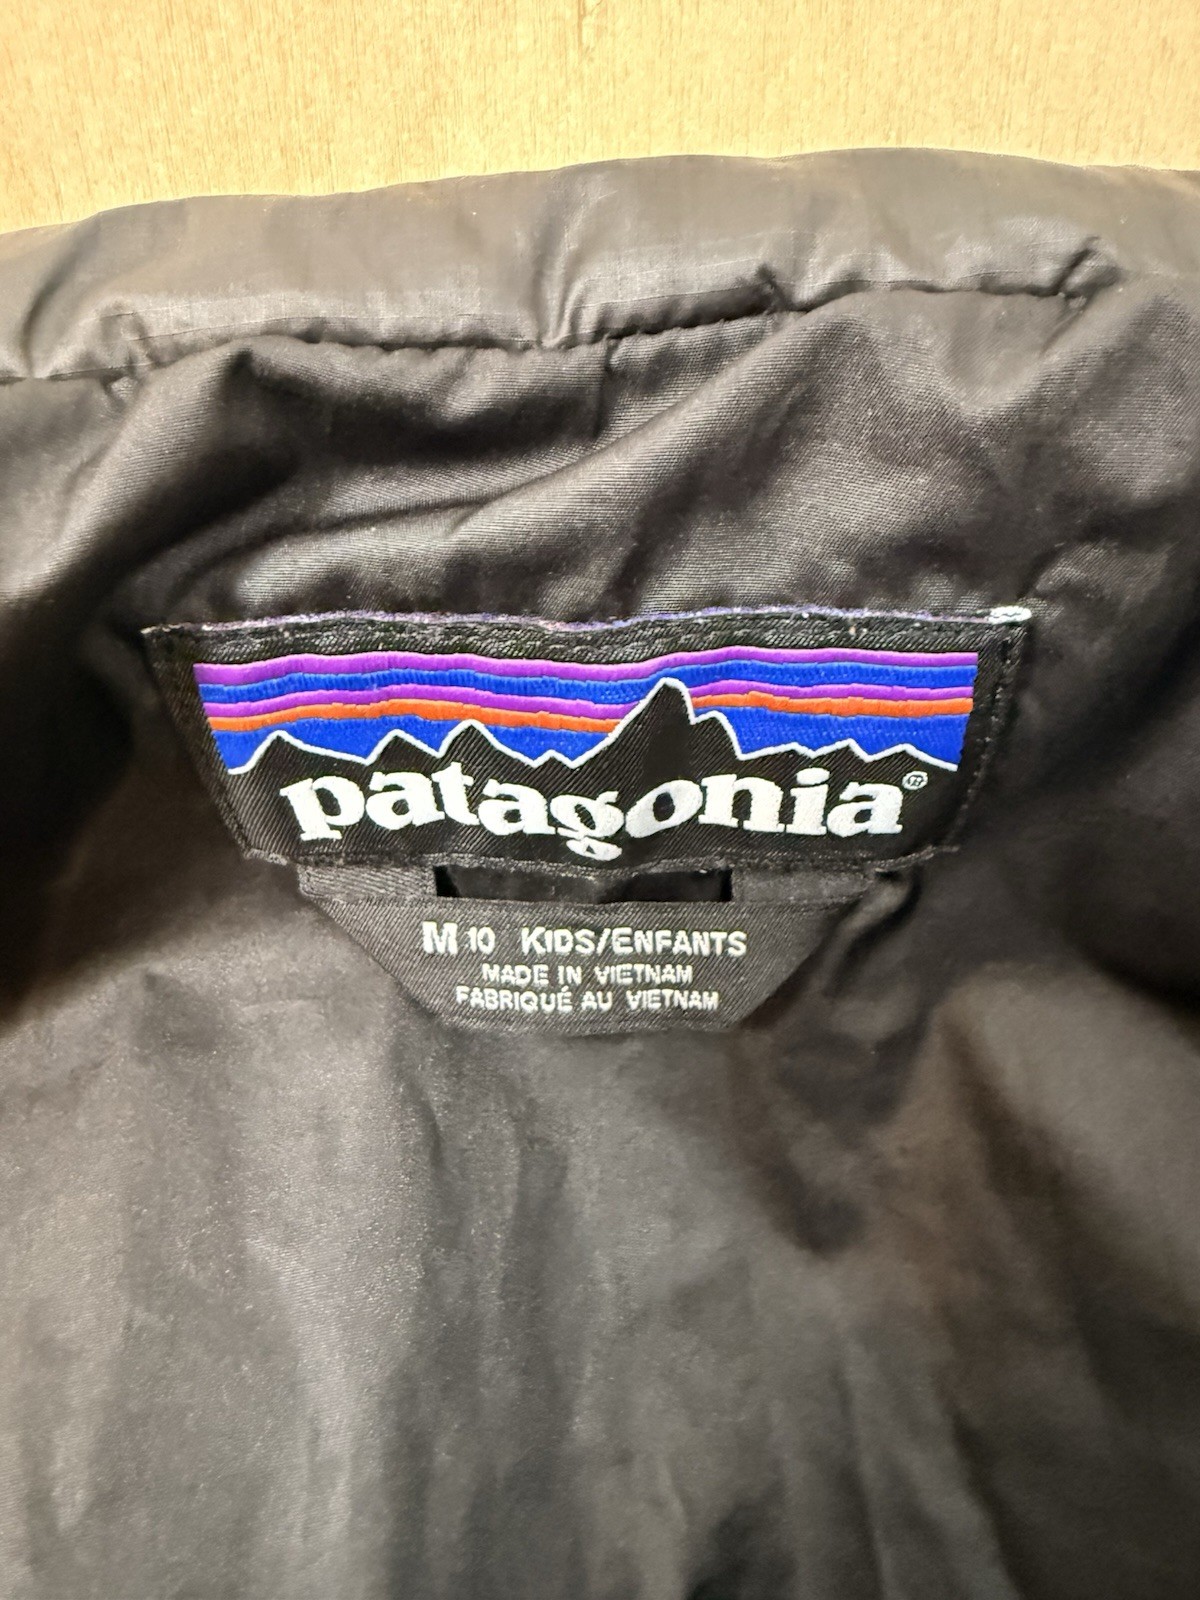 patagonia®
M 10 KIDS/ENFANTS
MADE IN VIETNAM
FABRIQUÉ AU VIETNAM